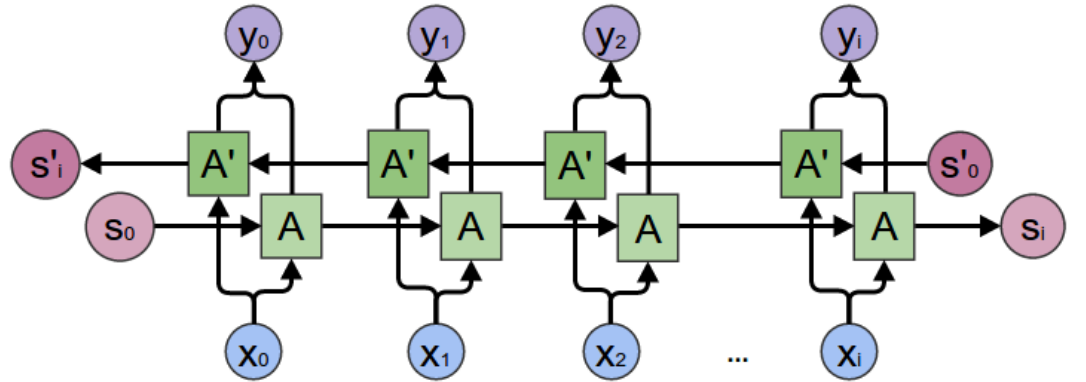 y₀ y₁ y₂ yᵢ
s'ᵢ A' A' A' A' s'₀
s₀ A A A A sᵢ
x₀ x₁ x₂ ... xᵢ